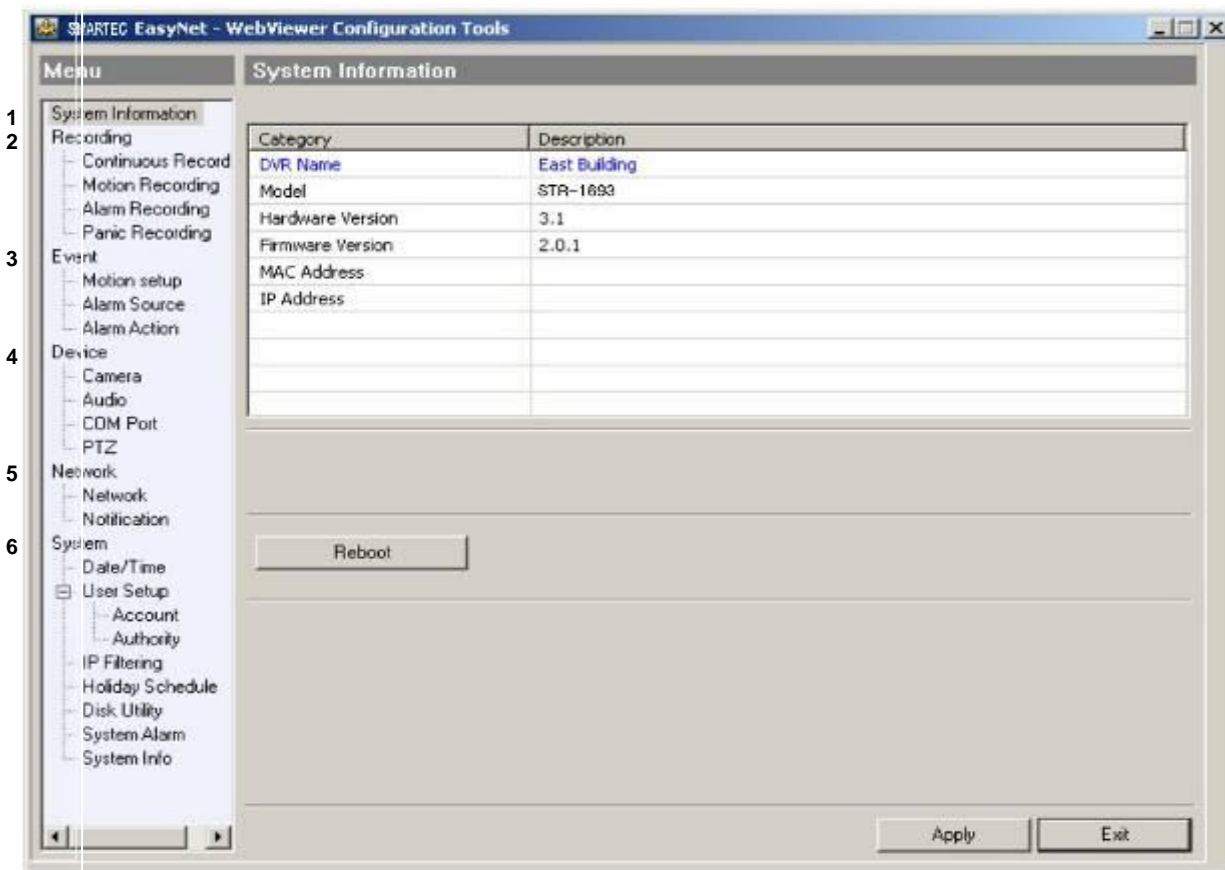 SMARTEC EasyNet - WebViewer Configuration Tools
Menu
System Information
1
System Information
2
Recording
Continuous Record
Motion Recording
Alarm Recording
Panic Recording
3
Event
Motion setup
Alarm Source
Alarm Action
4
Device
Camera
Audio
COM Port
PTZ
5
Network
Network
Notification
6
System
Date/Time
User Setup
Account
Authority
IP Filtering
Holiday Schedule
Disk Utility
System Alarm
System Info
Category Description
DVR Name East Building
Model STR-1693
Hardware Version 3.1
Firmware Version 2.0.1
MAC Address
IP Address
Reboot
Apply Exit